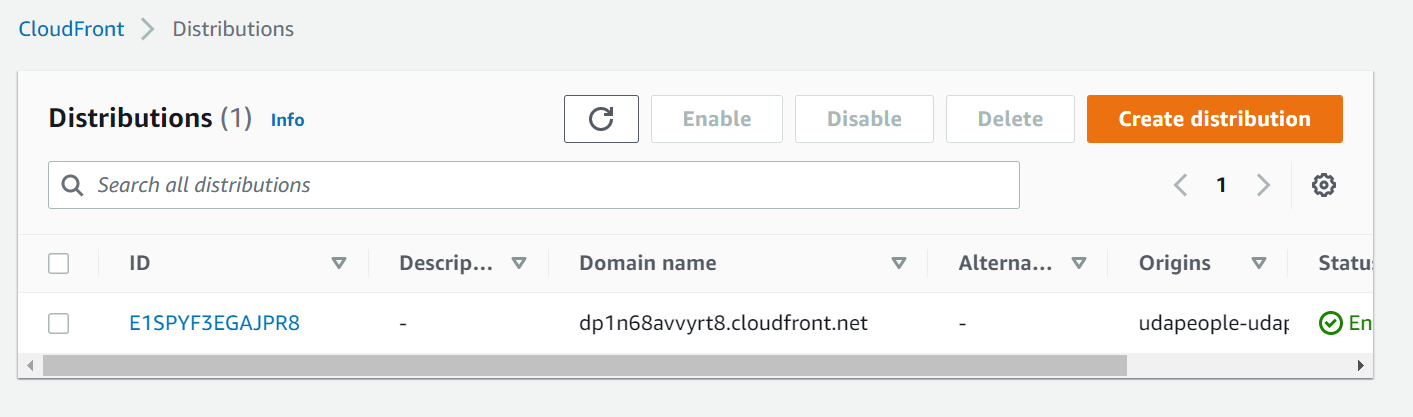 CloudFront > Distributions
Distributions (1) Info Enable Disable Delete Create distribution
Search all distributions 1
ID Descrip... Domain name Alterna... Origins Status
E1SPYF3EGAJPR8 - dp1n68avvyrt8.cloudfront.net - udapeople-udap En